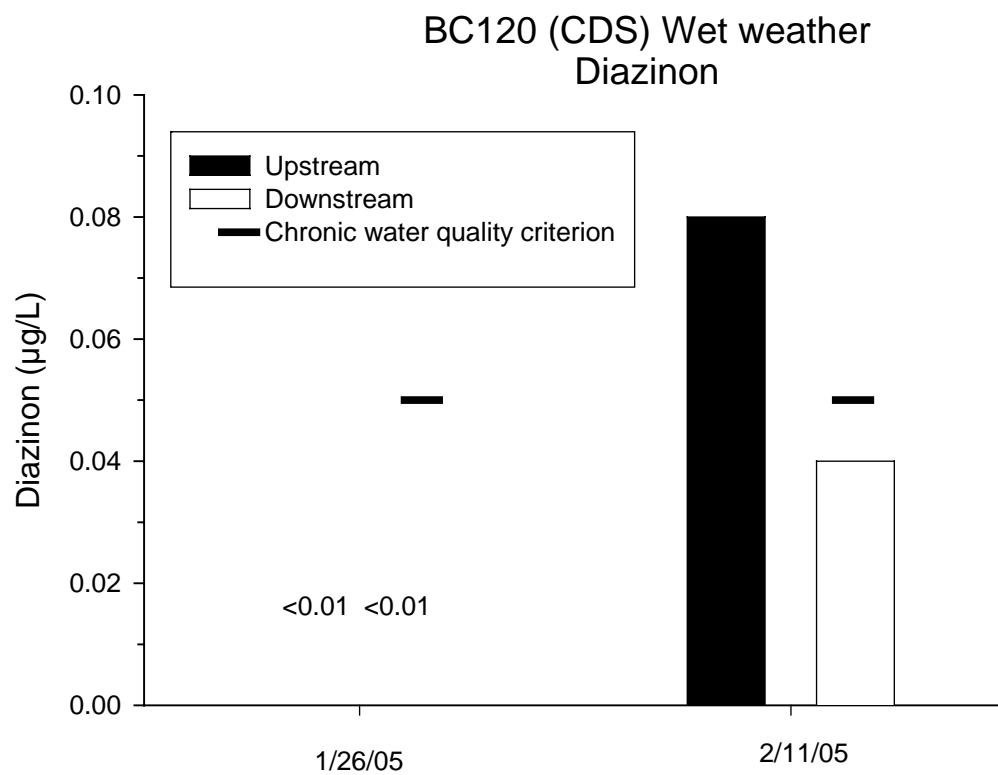 BC120 (CDS) Wet weather
Diazinon
0.10
0.08
0.06
0.04
0.02
0.00
Diazinon (µg/L)
Upstream
Downstream
Chronic water quality criterion
<0.01 <0.01
1/26/05
2/11/05